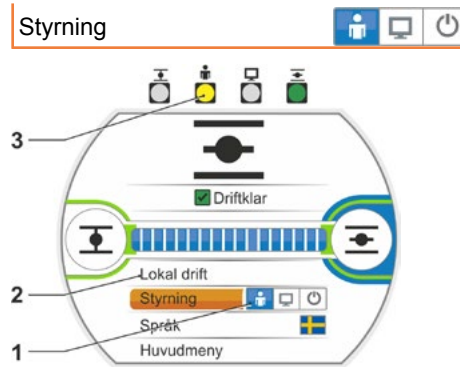 Styrning
3
Driftklar
2
Lokal drift
Styrning
Språk
1
Huvudmeny